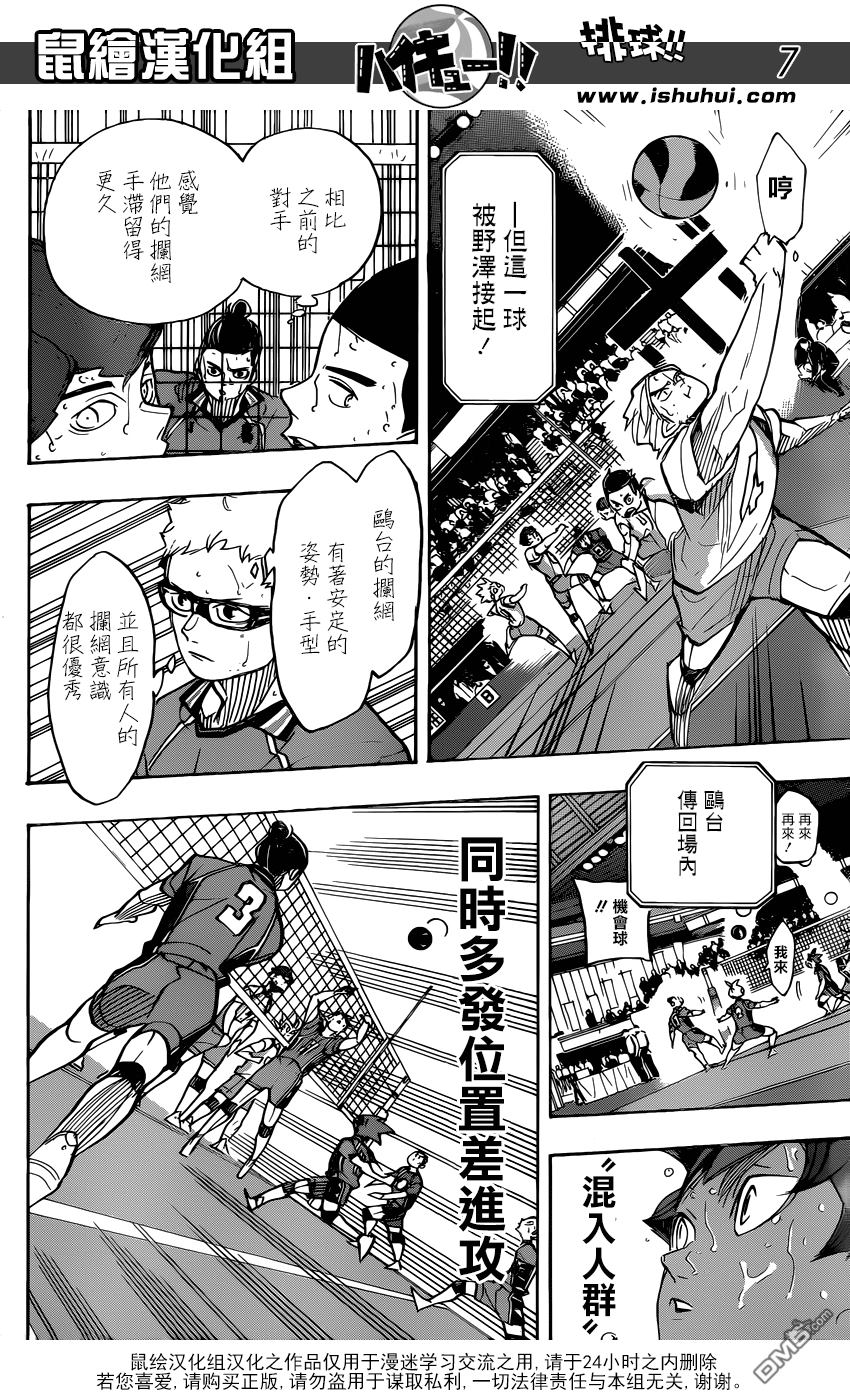 鼠繪漢化組
ハイキュー!!
排球!!
7
www.ishuhui.com
哼
—但這一球
被野澤接起!
相比
之前的
對手
感覺
他們的攔網
手滯留得
更久
鷗台的攔網
有著安定的
姿勢·手型
並且所有人的
攔網意識
都很優秀
再來
再來!
鷗台
傳回場內
機會球
!!
我來
3
〝混入人群〞
同時多發位置差進攻
鼠绘汉化组汉化之作品仅用于漫迷学习交流之用, 请于24小时之内删除
若您喜爱, 请购买正版, 请勿盗用于谋取私利, 一切法律责任与本组无关, 谢谢.
DM5.com